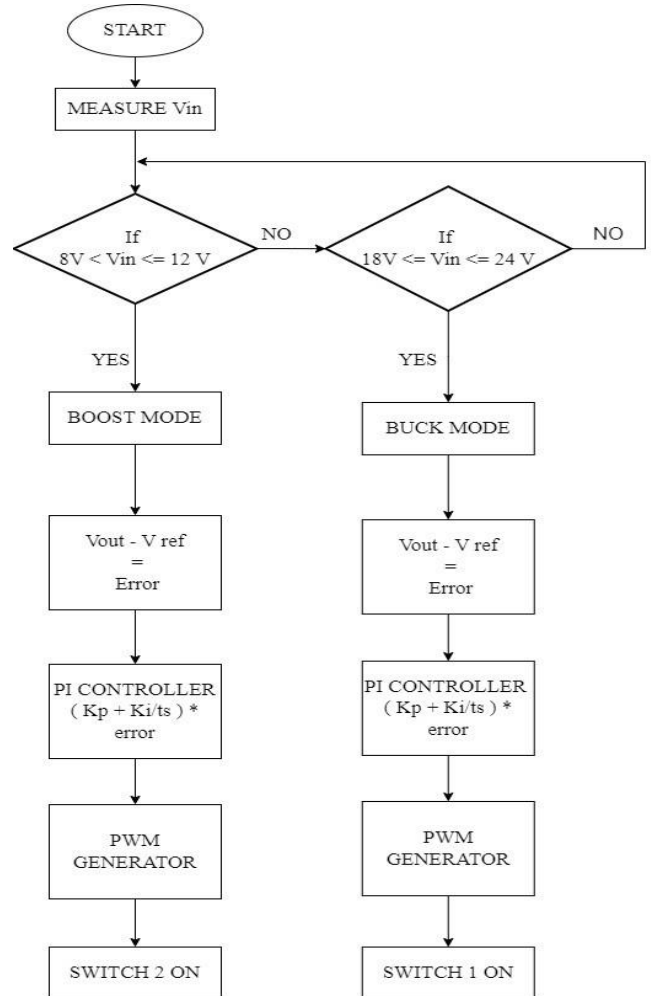 START
MEASURE Vin
If
8V < Vin <= 12 V
NO
If
18V <= Vin <= 24 V
NO
YES
YES
BOOST MODE
BUCK MODE
Vout - V ref
=
Error
Vout - V ref
=
Error
PI CONTROLLER
( Kp + Ki/ts ) *
error
PI CONTROLLER
( Kp + Ki/ts ) *
error
PWM
GENERATOR
PWM
GENERATOR
SWITCH 2 ON
SWITCH 1 ON